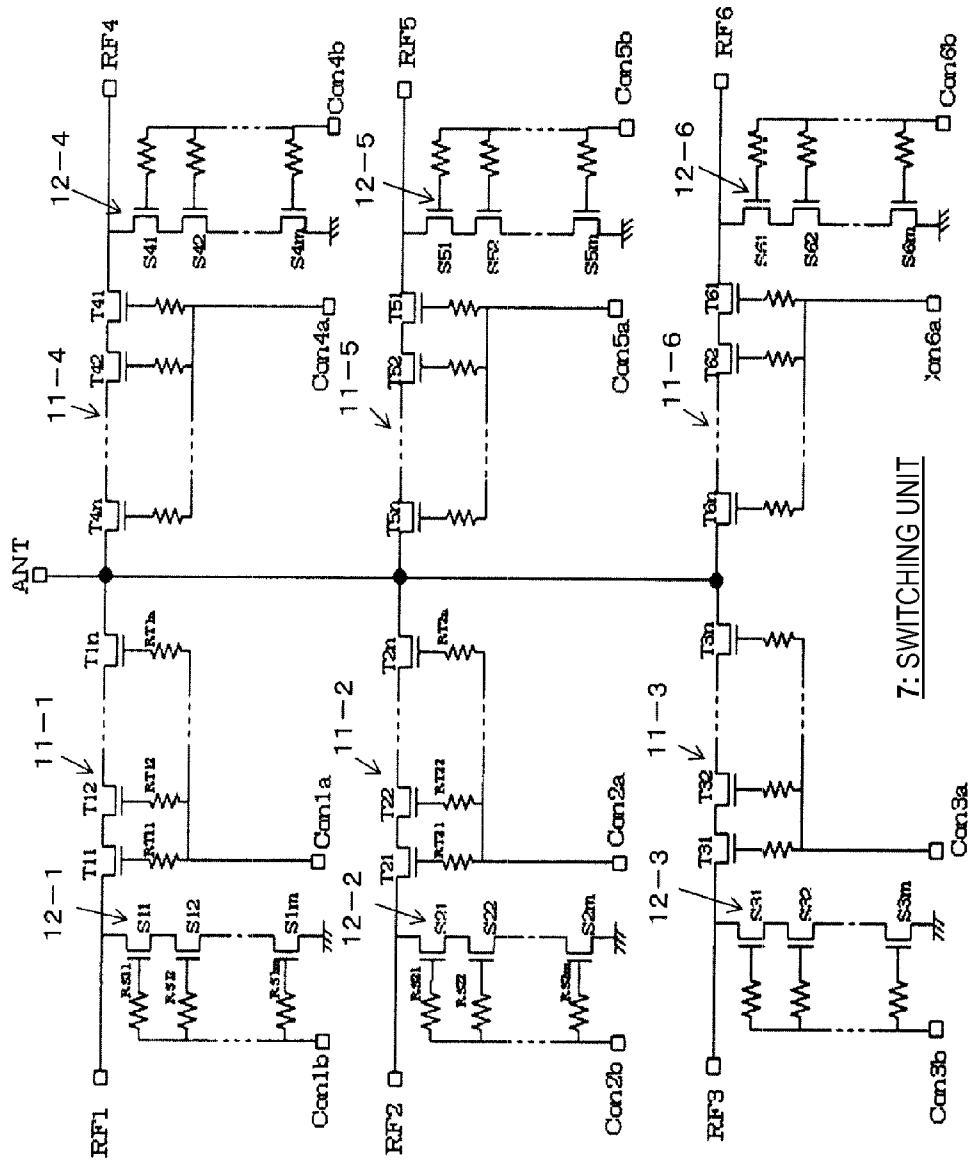 ANT
RF1
12-1
T11
T12
11-1
T1n
RT11
RT12
RT1n
S11
S12
S1m
RS11
RS12
RS1m
Con1b
Con1a
T4n
11-4
T42
T41
12-4
RF4
S41
S42
S4m
Con4a
Con4b
RF2
12-2
T21
T22
11-2
T2n
RT21
RT22
RT2n
S21
S22
S2m
RS21
RS22
RS2m
Con2b
Con2a
T5n
11-5
T52
T51
12-5
RF5
S51
S52
S5m
Con5a
Con5b
RF3
12-3
T31
T32
11-3
T3n
S31
S32
S3m
Con3b
Con3a
T6n
11-6
T62
T61
12-6
RF6
S61
S62
S6m
Con6a
Con6b
7: SWITCHING UNIT